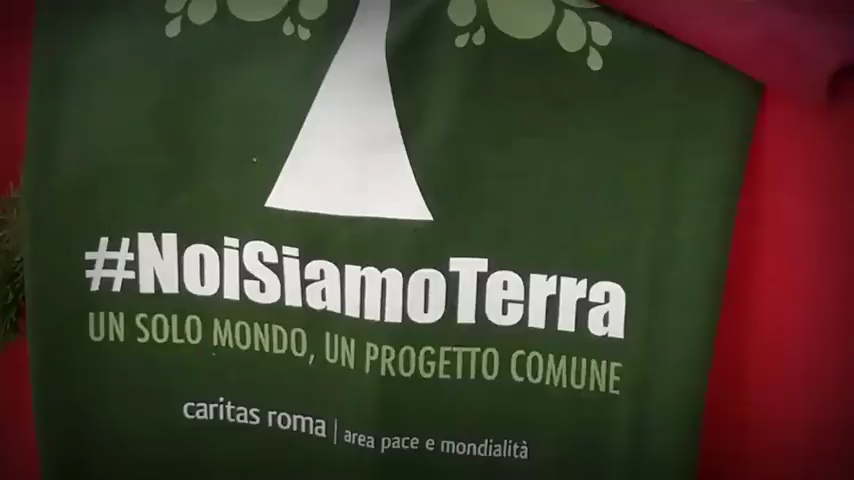 #NoiSiamoTerra
UN SOLO MONDO, UN PROGETTO COMUNE
caritas roma | area pace e mondialità